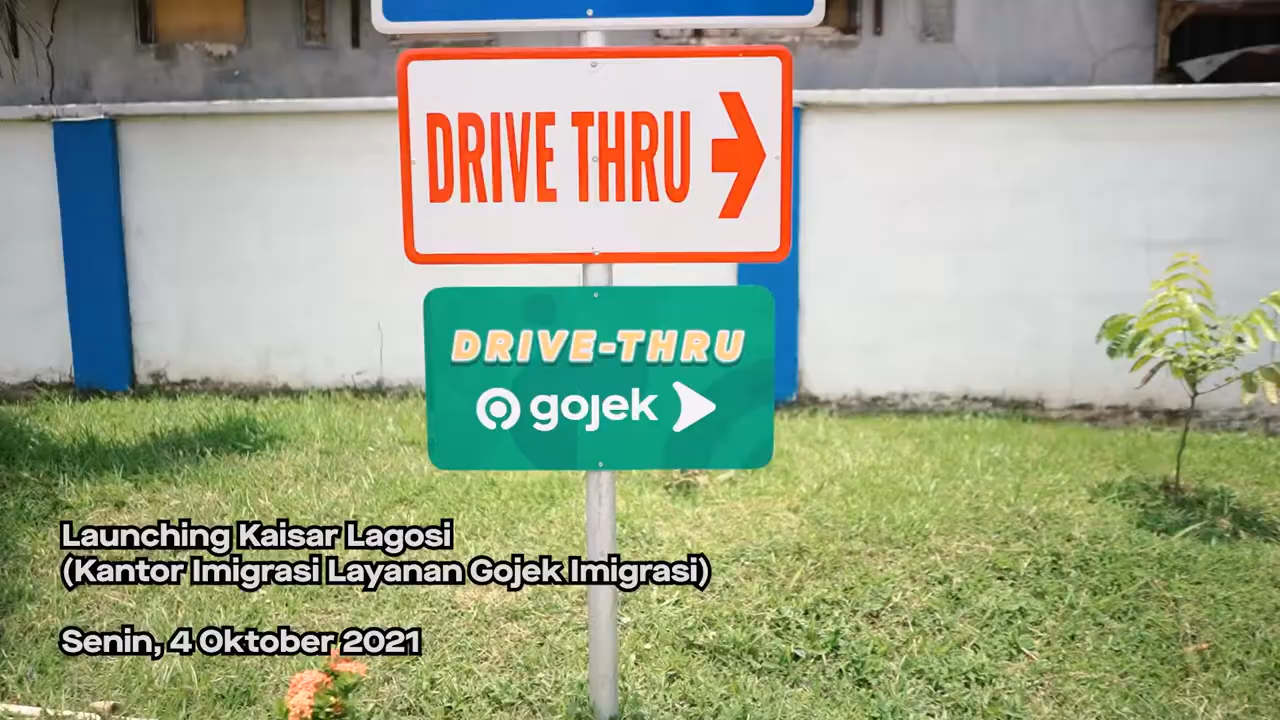 DRIVE THRU
DRIVE-THRU
gojek
Launching Kaisar Lagosi
(Kantor Imigrasi Layanan Gojek Imigrasi)
Senin, 4 Oktober 2021